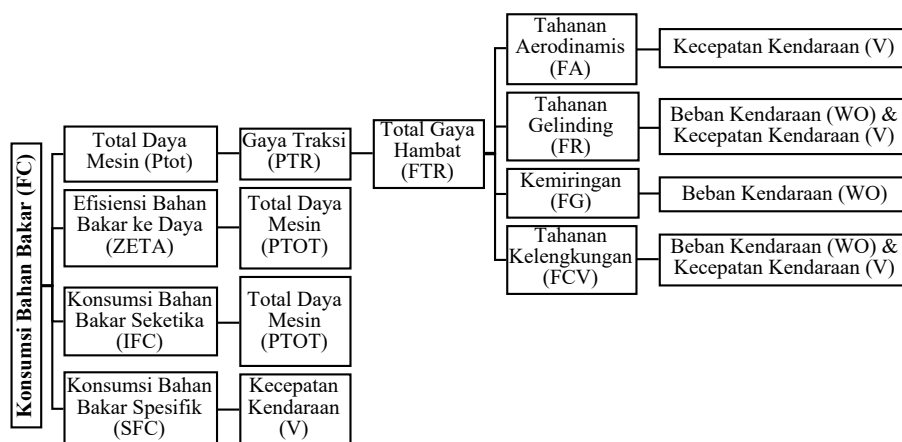 Konsumsi Bahan Bakar (FC)
Total Daya
Mesin (Ptot)
Gaya Traksi
(PTR)
Total Gaya
Hambat
(FTR)
Tahanan
Aerodinamis
(FA)
Kecepatan Kendaraan (V)
Tahanan
Gelinding
(FR)
Beban Kendaraan (WO) &
Kecepatan Kendaraan (V)
Kemiringan
(FG)
Beban Kendaraan (WO)
Tahanan
Kelengkungan
(FCV)
Beban Kendaraan (WO) &
Kecepatan Kendaraan (V)
Efisiensi Bahan
Bakar ke Daya
(ZETA)
Total Daya
Mesin
(PTOT)
Konsumsi Bahan
Bakar Seketika
(IFC)
Total Daya
Mesin
(PTOT)
Konsumsi Bahan
Bakar Spesifik
(SFC)
Kecepatan
Kendaraan
(V)